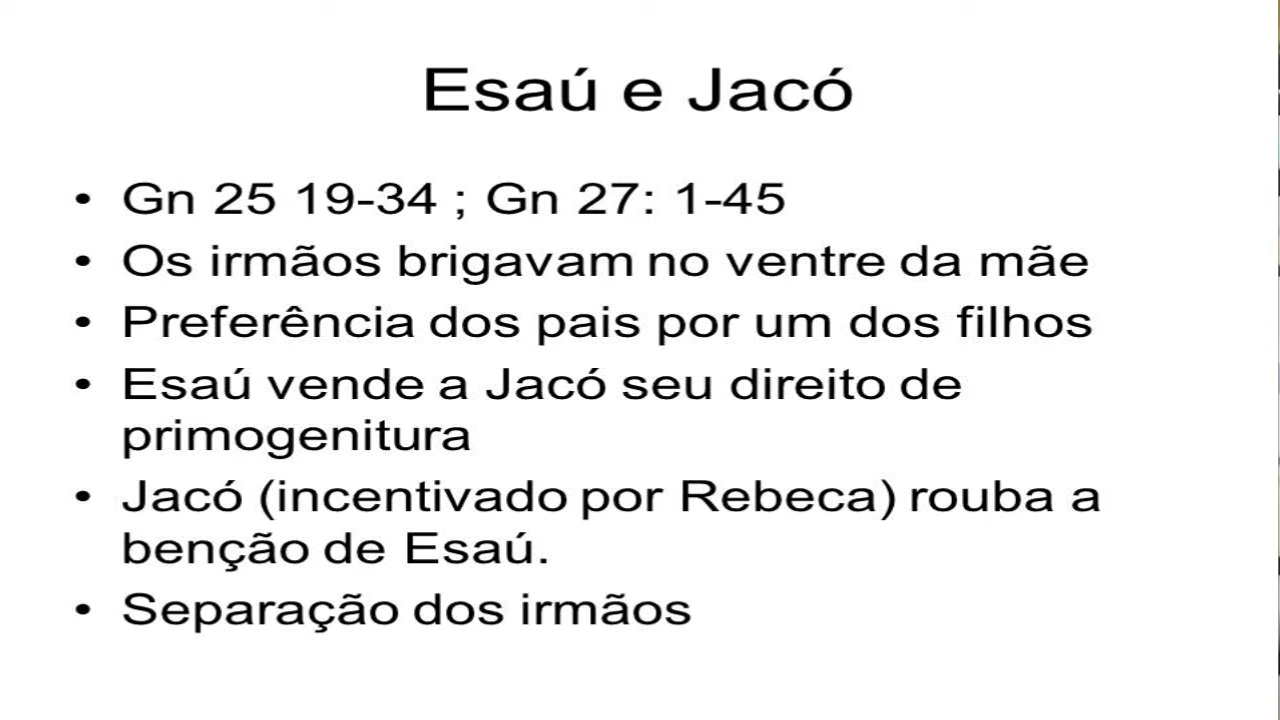 Esaú e Jacó
• Gn 25 19-34 ; Gn 27: 1-45
• Os irmãos brigavam no ventre da mãe
• Preferência dos pais por um dos filhos
• Esaú vende a Jacó seu direito de
primogenitura
• Jacó (incentivado por Rebeca) rouba a
benção de Esaú.
• Separação dos irmãos